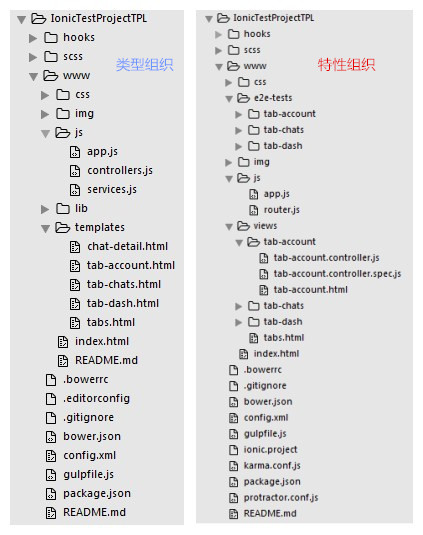 IonicTestProjectTPL
hooks
scss
www
类型组织
css
img
js
app.js
controllers.js
services.js
lib
templates
chat-detail.html
tab-account.html
tab-chats.html
tab-dash.html
tabs.html
index.html
README.md
.bowerrc
.editorconfig
.gitignore
bower.json
config.xml
gulpfile.js
package.json
README.md
IonicTestProjectTPL
hooks
scss
www
特性组织
css
e2e-tests
tab-account
tab-chats
tab-dash
img
js
app.js
router.js
views
tab-account
tab-account.controller.js
tab-account.controller.spec.js
tab-account.html
tab-chats
tab-dash
tabs.html
index.html
.bowerrc
.gitignore
bower.json
config.xml
gulpfile.js
ionic.project
karma.conf.js
package.json
protractor.conf.js
README.md